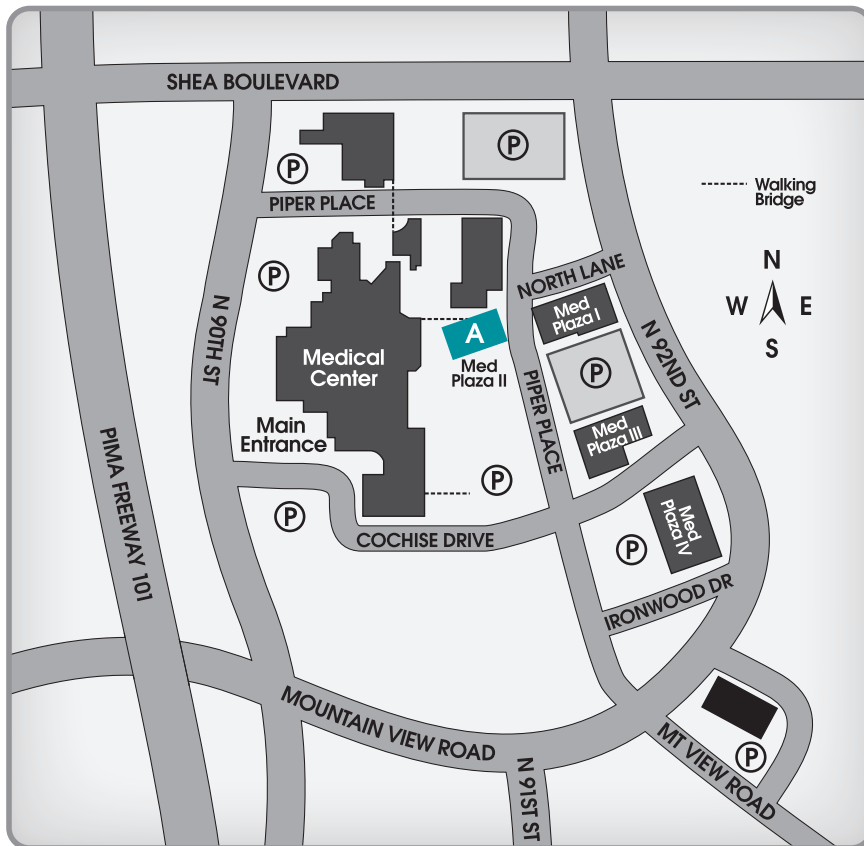 SHEA BOULEVARD
P
P
Walking
Bridge
PIPER PLACE
N
W E
S
P
NORTH LANE
Med
Plaza I
A
N 90TH ST
Medical
Center
Med
Plaza II
N 92ND ST
P
PIPER PLACE
Main
Entrance
Med
Plaza III
PIMA FREEWAY 101
P
P
COCHISE DRIVE
Med
Plaza IV
P
IRONWOOD DR
MOUNTAIN VIEW ROAD
MT VIEW ROAD
P
N 91ST ST